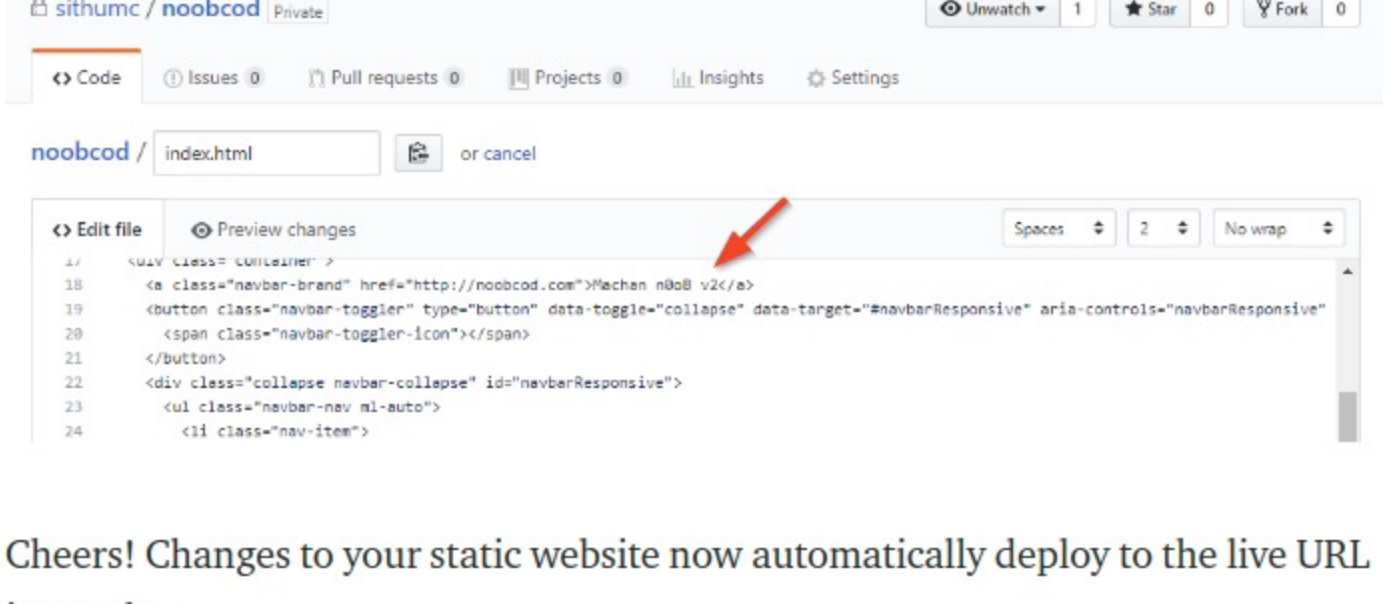 sithumc / noobcod Private Unwatch 1 Star 0 Fork 0
Code Issues 0 Pull requests 0 Projects 0 Insights Settings
noobcod / index.html or cancel
Edit file Preview changes Spaces 2 No wrap
17 <div class="container">
18 <a class="navbar-brand" href="http://noobcod.com">Machan n0oB v2</a>
19 <button class="navbar-toggler" type="button" data-toggle="collapse" data-target="#navbarResponsive" aria-controls="navbarResponsive"
20 <span class="navbar-toggler-icon"></span>
21 </button>
22 <div class="collapse navbar-collapse" id="navbarResponsive">
23 <ul class="navbar-nav ml-auto">
24 <li class="nav-item">
Cheers! Changes to your static website now automatically deploy to the live URL